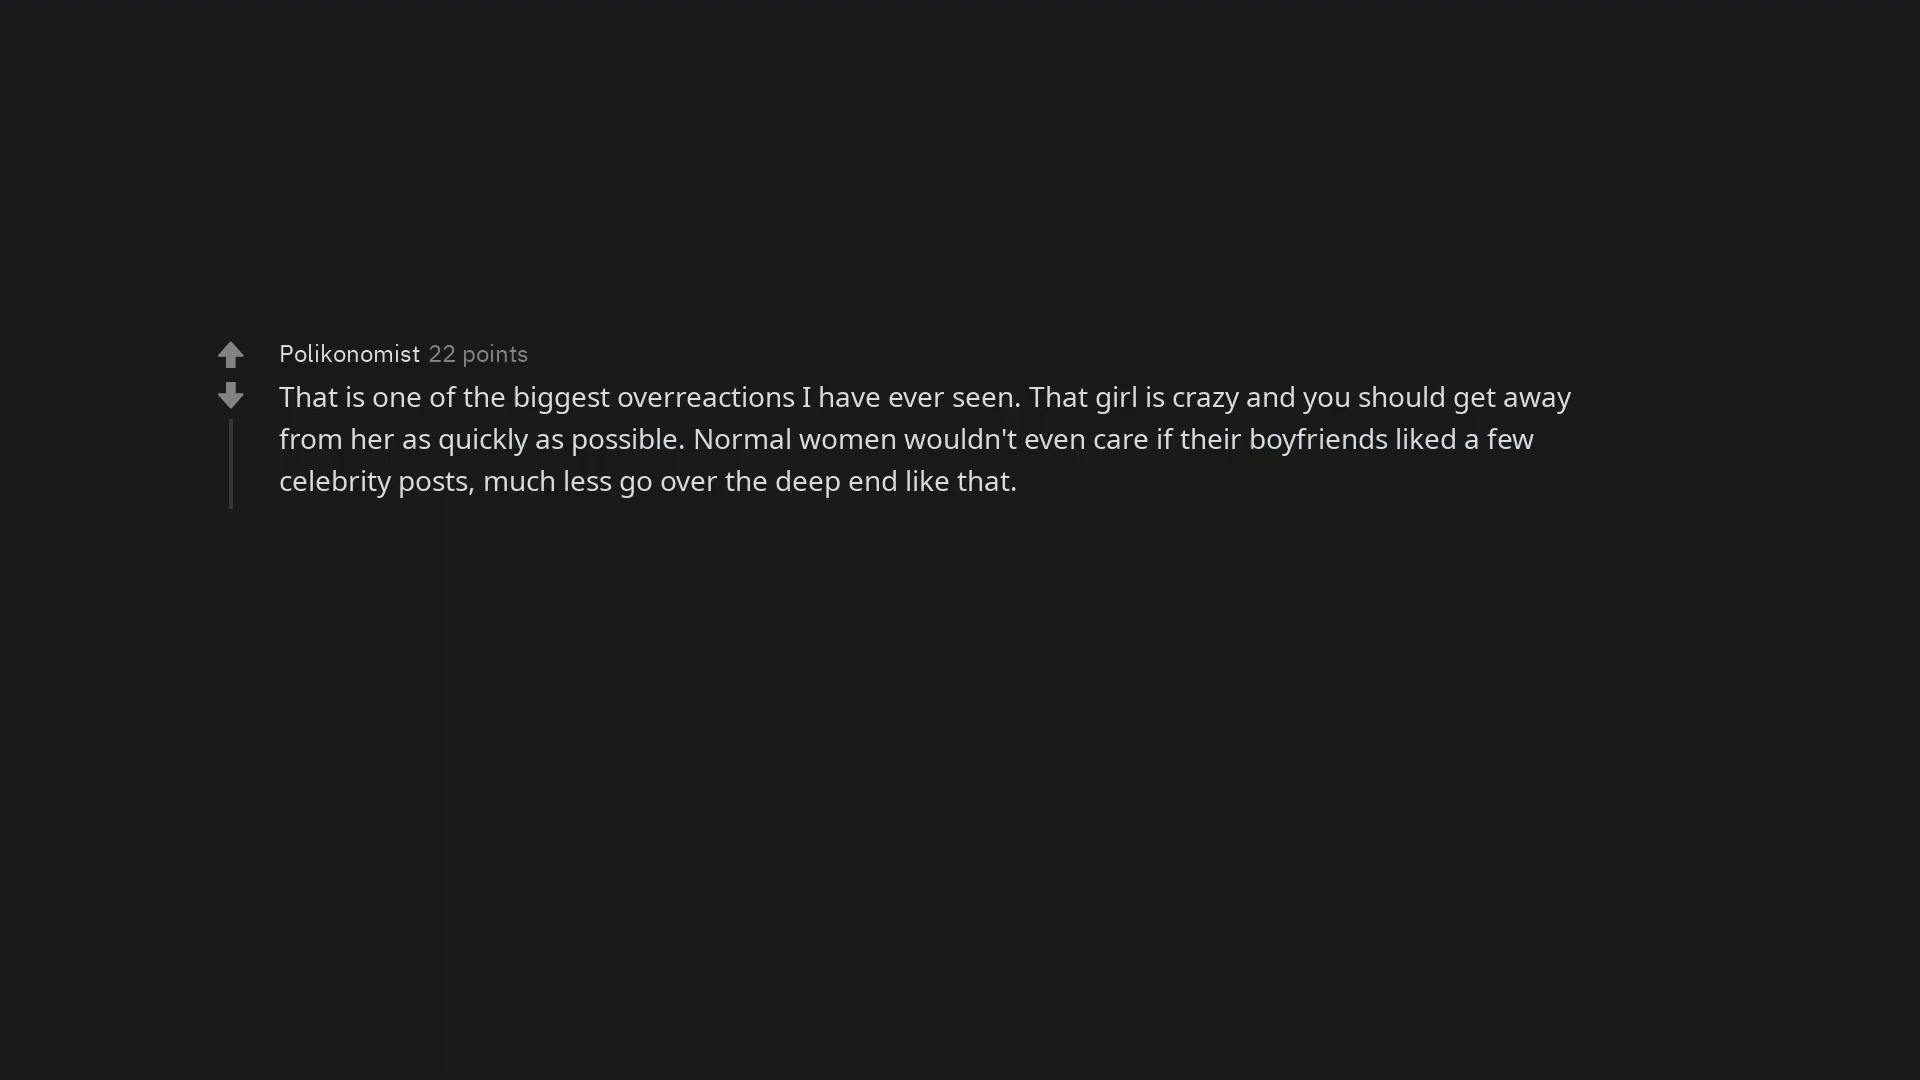 Polikonomist 22 points
That is one of the biggest overreactions I have ever seen. That girl is crazy and you should get away
from her as quickly as possible. Normal women wouldn't even care if their boyfriends liked a few
celebrity posts, much less go over the deep end like that.